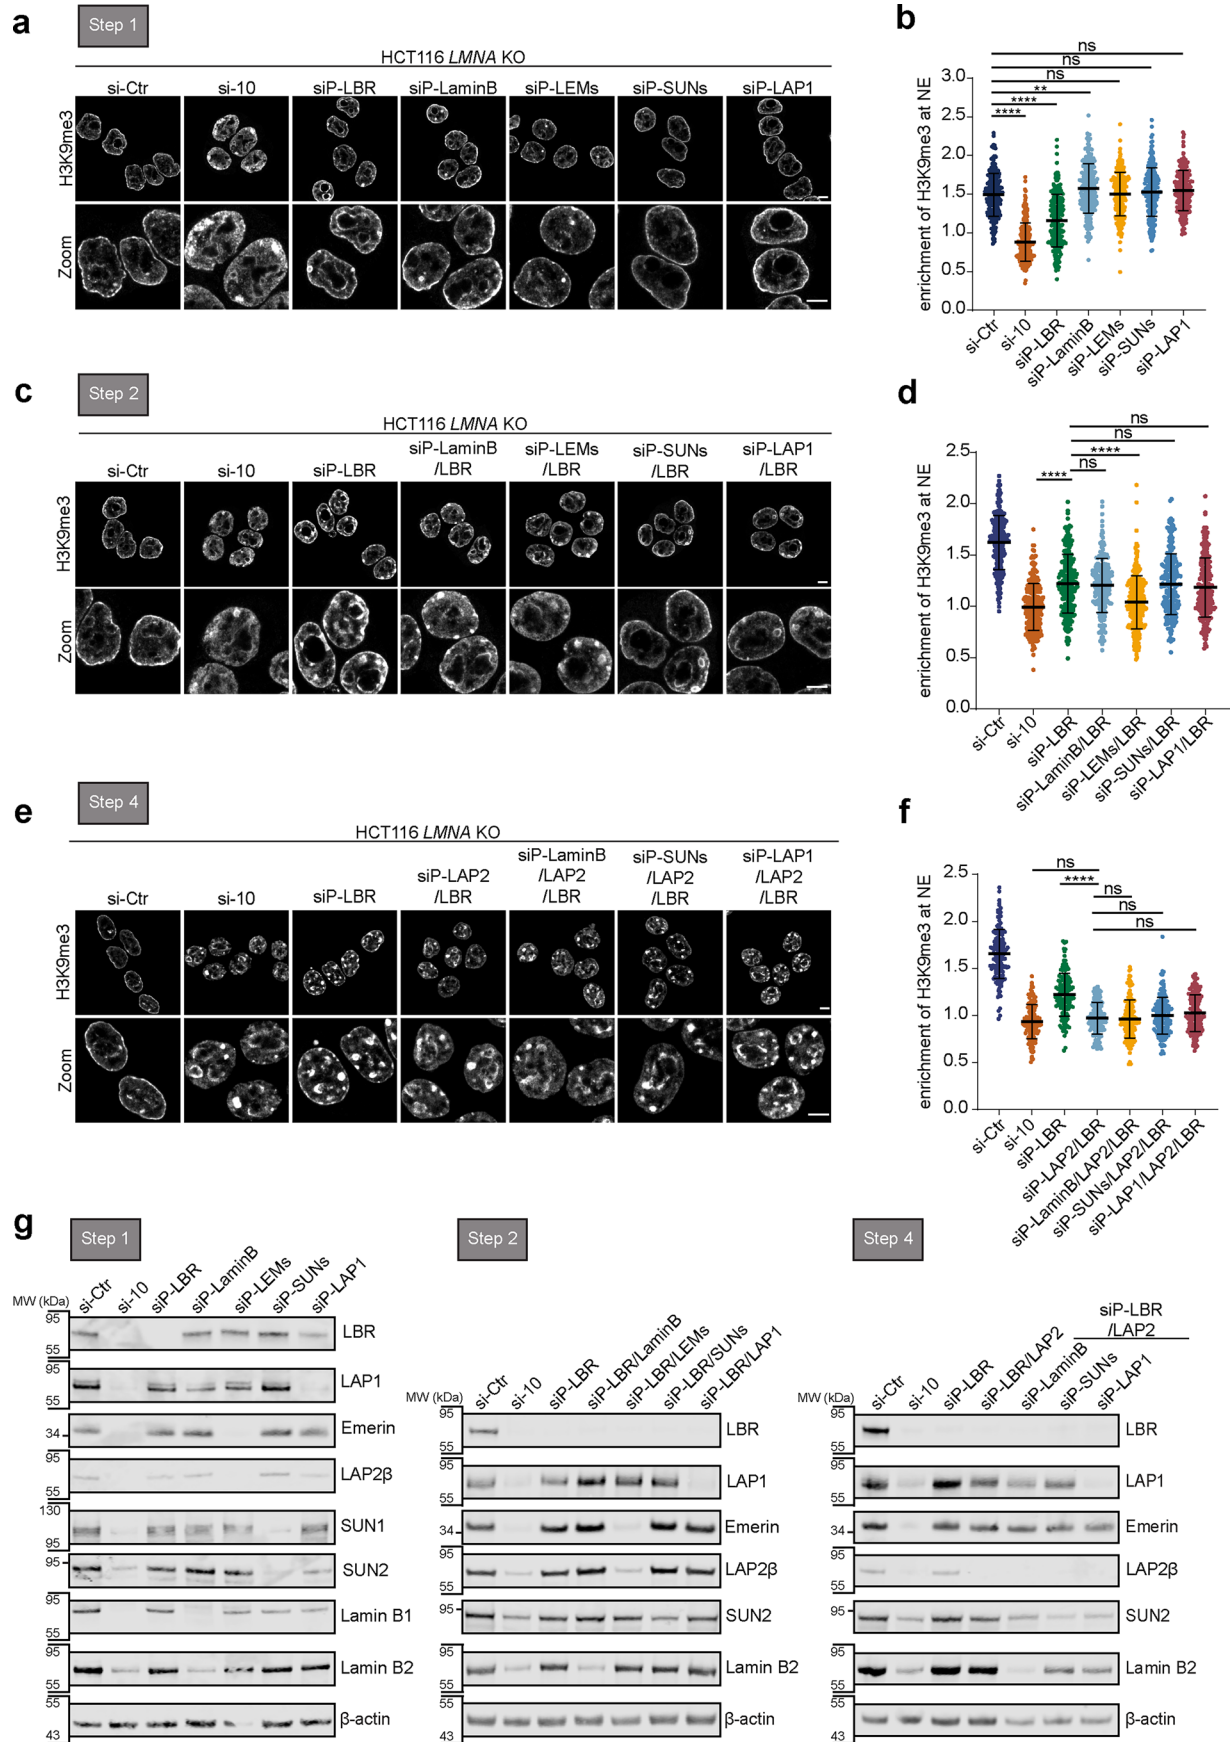 a
Step 1
HCT116 LMNA KO
si-Ctr si-10 siP-LBR siP-LaminB siP-LEMs siP-SUNs siP-LAP1
H3K9me3
Zoom
b
ns
ns
ns
**
****
****
enrichment of H3K9me3 at NE
3.0
2.5
2.0
1.5
1.0
0.5
0.0
si-Ctr
si-10
siP-LBR
siP-LaminB
siP-LEMs
siP-SUNs
siP-LAP1
c
Step 2
HCT116 LMNA KO
si-Ctr si-10 siP-LBR siP-LaminB /LBR siP-LEMs /LBR siP-SUNs /LBR siP-LAP1 /LBR
H3K9me3
Zoom
d
ns
ns
****
ns
****
enrichment of H3K9me3 at NE
2.5
2.0
1.5
1.0
0.5
0.0
si-Ctr
si-10
siP-LBR
siP-LaminB/LBR
siP-LEMs/LBR
siP-SUNs/LBR
siP-LAP1/LBR
e
Step 4
HCT116 LMNA KO
si-Ctr si-10 siP-LBR siP-LAP2 /LBR siP-LaminB /LAP2 /LBR siP-SUNs /LAP2 /LBR siP-LAP1 /LAP2 /LBR
H3K9me3
Zoom
f
ns
****
ns
ns
ns
enrichment of H3K9me3 at NE
2.5
2.0
1.5
1.0
0.5
0.0
si-Ctr
si-10
siP-LBR
siP-LAP2/LBR
siP-LaminB/LAP2/LBR
siP-SUNs/LAP2/LBR
siP-LAP1/LAP2/LBR
g
Step 1
MW (kDa)
si-Ctr si-10 siP-LBR siP-LaminB siP-LEMs siP-SUNs siP-LAP1
95
55
LBR
95
55
LAP1
34
Emerin
95
LAP2β
130
95
SUN1
95
SUN2
95
55
Lamin B1
95
55
Lamin B2
55
43
β-actin
Step 2
MW (kDa)
si-Ctr si-10 siP-LBR siP-LBR/LaminB siP-LBR/LEMs siP-LBR/SUNs siP-LBR/LAP1
95
55
LBR
95
55
LAP1
34
Emerin
95
55
LAP2β
95
SUN2
95
55
Lamin B2
55
43
β-actin
Step 4
siP-LBR
/LAP2
MW (kDa)
si-Ctr si-10 siP-LBR siP-LBR/LAP2 siP-LaminB siP-SUNs siP-LAP1
95
55
LBR
95
55
LAP1
34
Emerin
95
55
LAP2β
95
SUN2
95
55
Lamin B2
55
43
β-actin